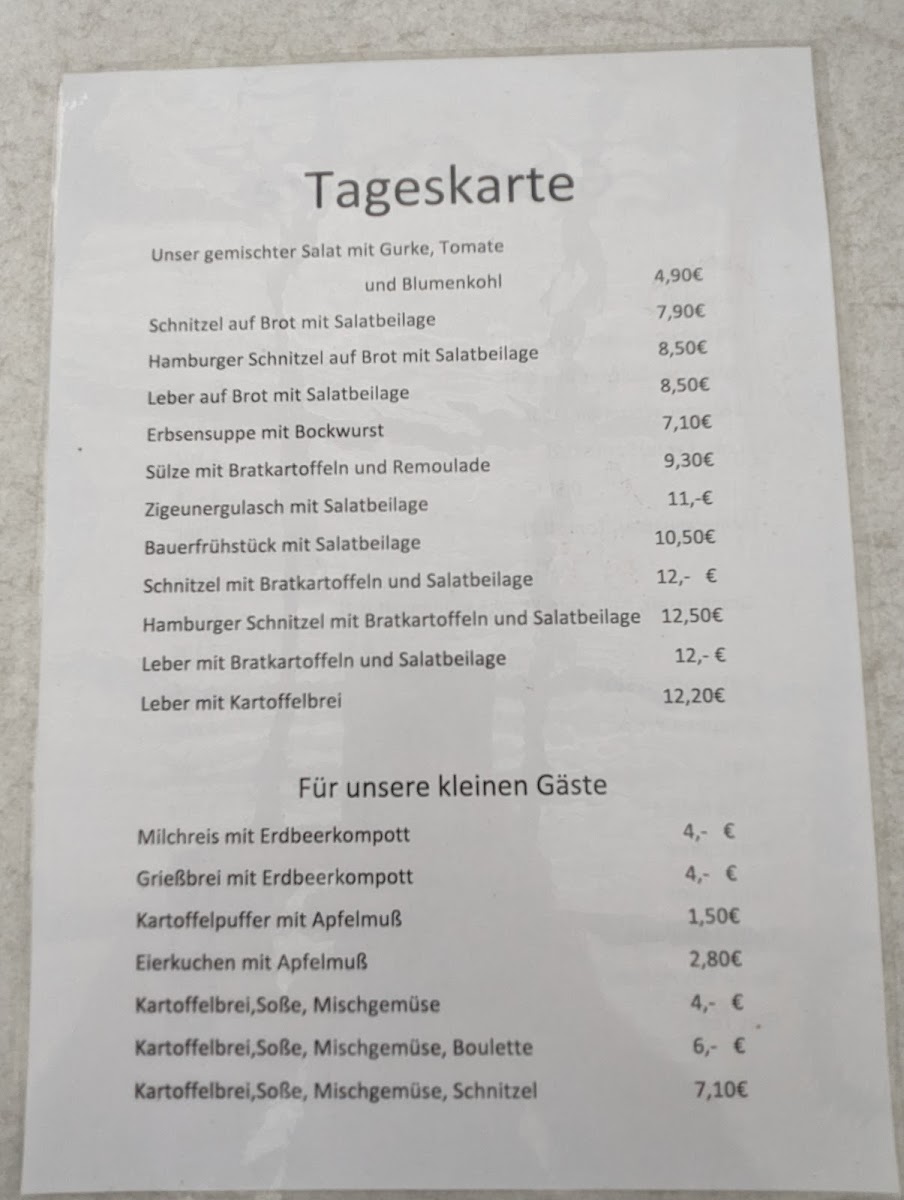 Tageskarte
Unser gemischter Salat mit Gurke, Tomate
und Blumenkohl 4,90€
Schnitzel auf Brot mit Salatbeilage 7,90€
Hamburger Schnitzel auf Brot mit Salatbeilage 8,50€
Leber auf Brot mit Salatbeilage 8,50€
Erbsensuppe mit Bockwurst 7,10€
Sülze mit Bratkartoffeln und Remoulade 9,30€
Zigeunergulasch mit Salatbeilage 11,-€
Bauerfrühstück mit Salatbeilage 10,50€
Schnitzel mit Bratkartoffeln und Salatbeilage 12,- €
Hamburger Schnitzel mit Bratkartoffeln und Salatbeilage 12,50€
Leber mit Bratkartoffeln und Salatbeilage 12,- €
Leber mit Kartoffelbrei 12,20€
Für unsere kleinen Gäste
Milchreis mit Erdbeerkompott 4,- €
Grießbrei mit Erdbeerkompott 4,- €
Kartoffelpuffer mit Apfelmuß 1,50€
Eierkuchen mit Apfelmuß 2,80€
Kartoffelbrei,Soße, Mischgemüse 4,- €
Kartoffelbrei,Soße, Mischgemüse, Boulette 6,- €
Kartoffelbrei,Soße, Mischgemüse, Schnitzel 7,10€